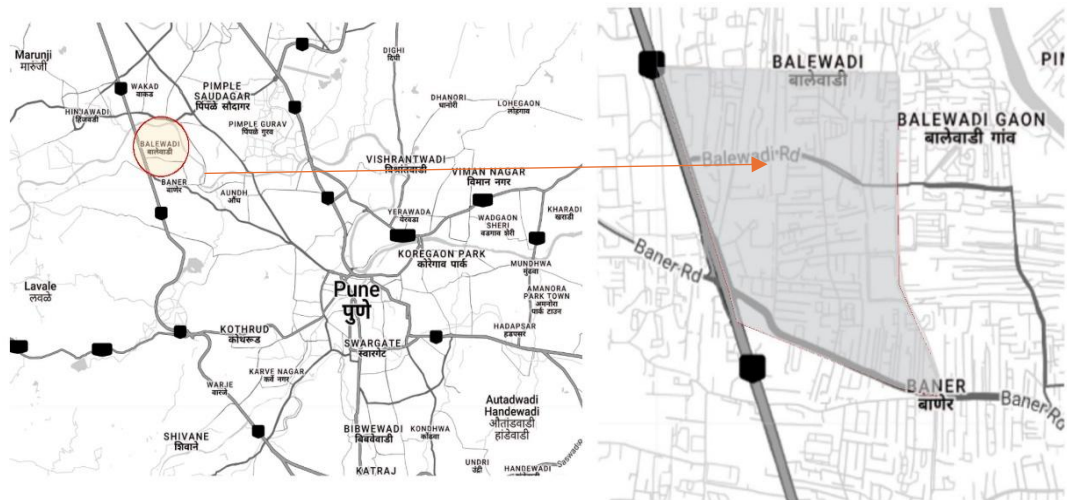 Marunji
मारुंजी
WAKAD
वाकड
HINJAWADI
हिंजवडी
BALEWADI
बालेवाडी
BANER
बाणेर
AUNDH
औंध
PIMPLE
SAUDAGAR
पिंपळे सौदागर
PIMPLE GURAV
पिंपळे गुरव
DIGHI
दिघी
DHANORI
धानोरी
LOHEGAON
लोहगाव
VISHRANTWADI
विश्रांतवाडी
VIMAN NAGAR
विमान नगर
YERAWADA
येरवडा
WADGAON
SHERI
वडगाव शेरी
KHARADI
खराडी
KOREGAON PARK
कोरेगाव पार्क
MUNDHWA
मुंढवा
AMANORA
PARK TOWN
अमनोरा
पार्क टाउन
Lavale
लवळे
Pune
पुणे
HADAPSAR
हडपसर
KOTHRUD
कोथरूड
SWARGATE
स्वारगेट
KARVE NAGAR
कर्वे नगर
WARJE
वारजे
Autadwadi
Handewadi
औतांडवाडी
हांडेवाडी
SHIVANE
शिवाने
BIBWEWADI
बिबवेवाडी
KONDHWA
कोंढवा
KATRAJ
UNDRI
उंड्री
HANDEWADI
Saswad
BALEWADI
बालेवाडी
PI
BALEWADI GAON
बालेवाडी गांव
Balewadi Rd
Baner Rd
BANER
बाणेर
Baner Rd